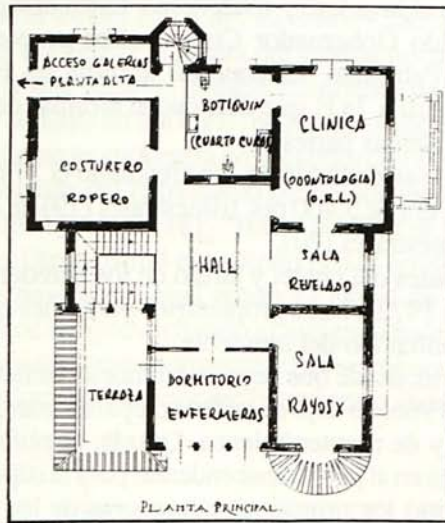 ACCESO GALERIAS
PLANTA ALTA
BOTIQUIN
(CUARTO CURAS)
CLINICA
(ODONTOLOGIA)
(O.R.L.)
COSTURERO
ROPERO
HALL
SALA
REVELADO
TERRAZA
DORMITORIO
ENFERMERAS
SALA
RAYOS X
PLANTA PRINCIPAL.